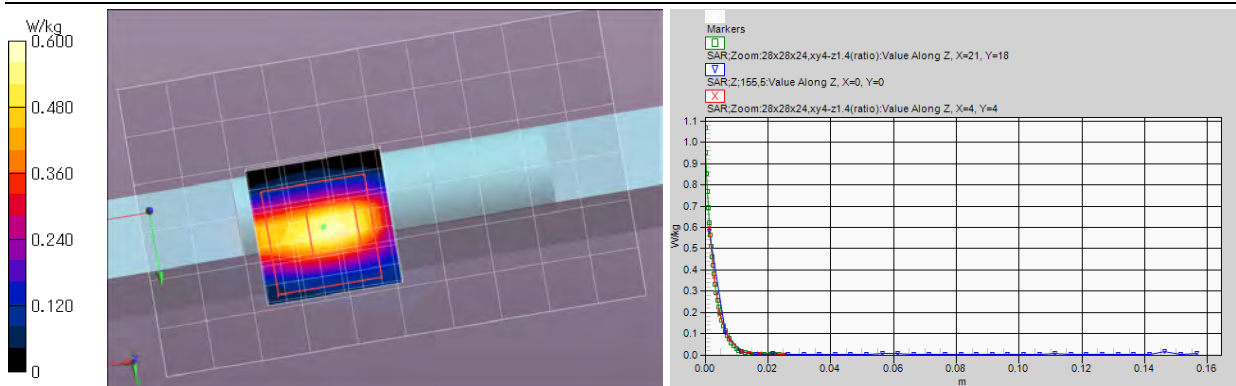 W/kg
0.600
0.480
0.360
0.240
0.120
0
Markers
SAR;Zoom:28x28x24,xy4-z1.4(ratio):Value Along Z, X=21, Y=18
SAR;Z;155,5:Value Along Z, X=0, Y=0
SAR;Zoom:28x28x24,xy4-z1.4(ratio):Value Along Z, X=4, Y=4
1.1
1.0
0.9
0.8
0.7
0.6
0.5
0.4
0.3
0.2
0.1
0.0
W/kg
0.00 0.02 0.04 0.06 0.08 0.10 0.12 0.14 0.16
m